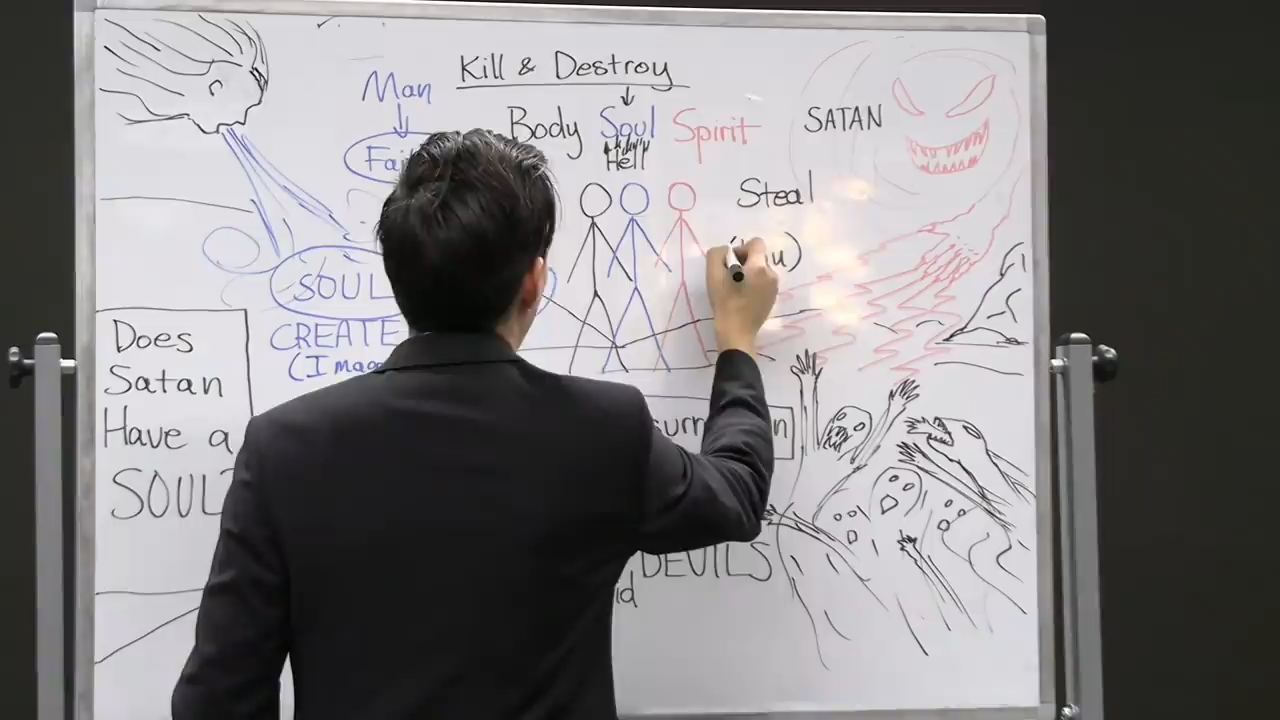 Kill & Destroy
Man
Body Soul Spirit
SATAN
Hell
Steal
SOUL
CREATE
Does
Satan
Have a
SOUL?
DEVILS